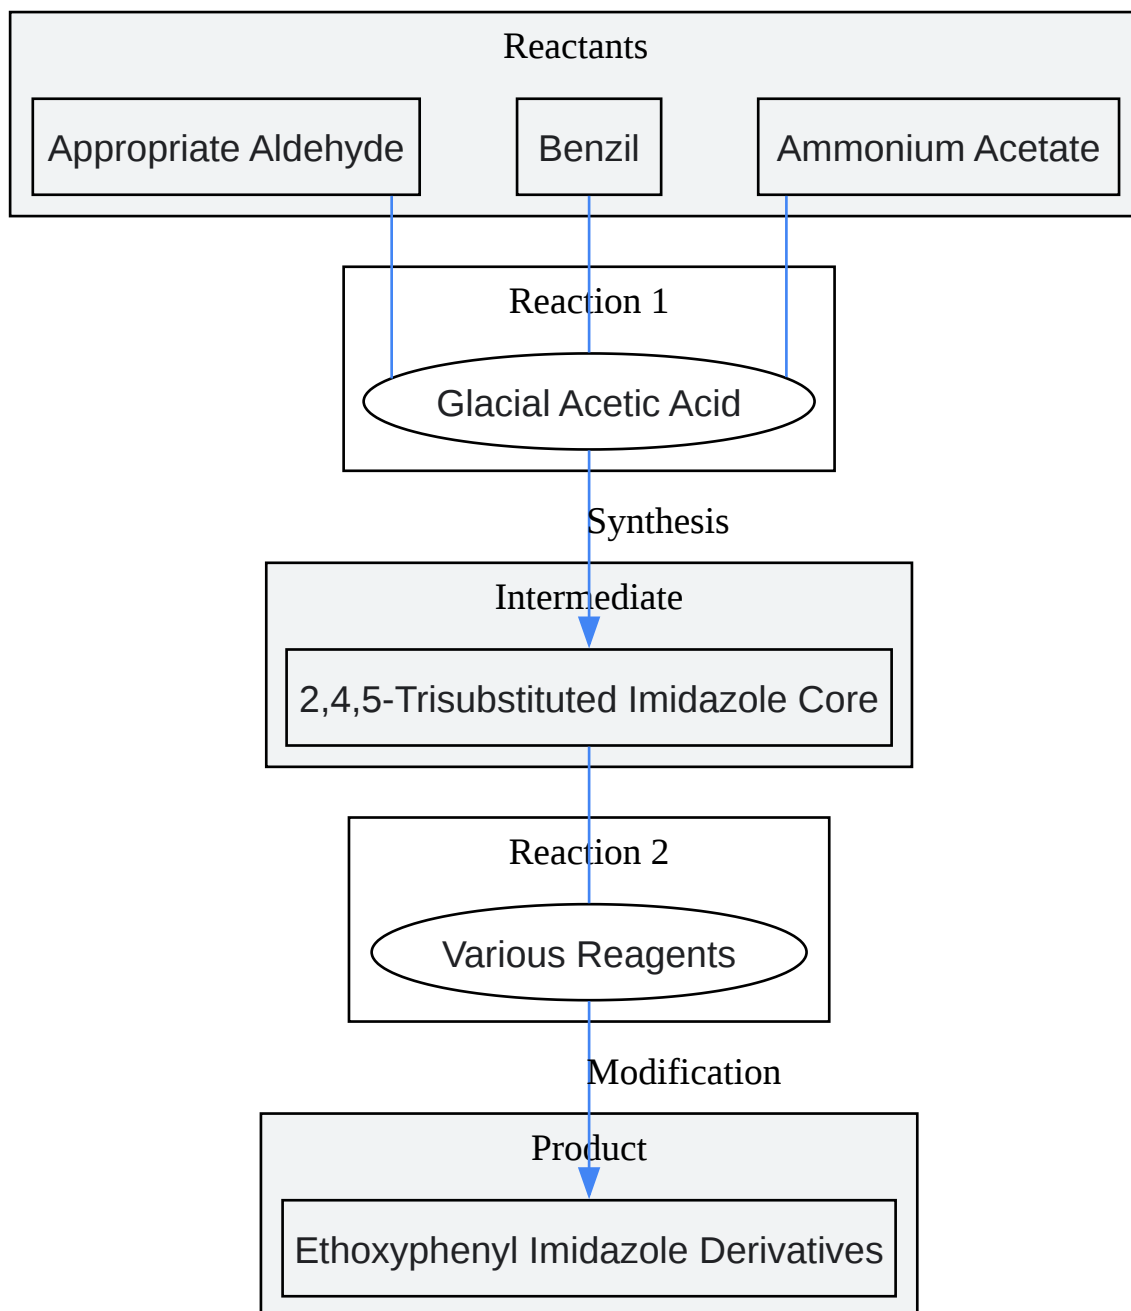 Reactants
Appropriate Aldehyde
Benzil
Ammonium Acetate
Reaction 1
Glacial Acetic Acid
Synthesis
Intermediate
2,4,5-Trisubstituted Imidazole Core
Reaction 2
Various Reagents
Modification
Product
Ethoxyphenyl Imidazole Derivatives